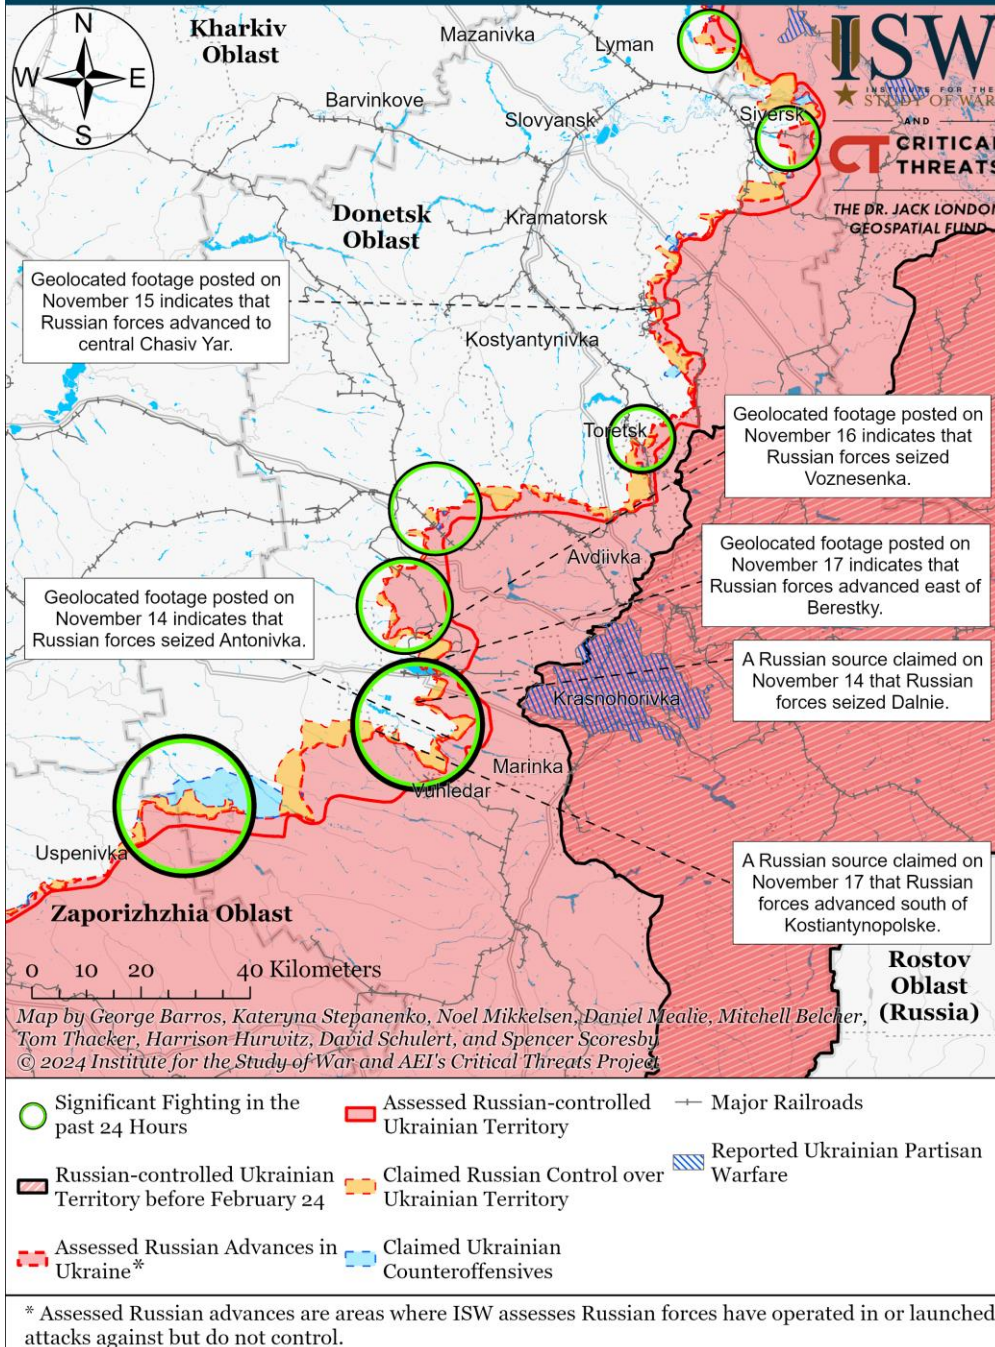 N
W
E
S
Kharkiv
Oblast
Mazanivka
Lyman
Barvinkove
Slovyansk
Siversk
ISW
INSTITUTE FOR THE
STUDY OF WAR
AND
CT CRITICAL
THREATS
THE DR. JACK LONDON
GEOSPATIAL FUND
Donetsk
Oblast
Kramatorsk
Geolocated footage posted on
November 15 indicates that
Russian forces advanced to
central Chasiv Yar.
Kostyantynivka
Toretsk
Geolocated footage posted on
November 16 indicates that
Russian forces seized
Voznesenka.
Avdiivka
Geolocated footage posted on
November 17 indicates that
Russian forces advanced east of
Berestky.
Geolocated footage posted on
November 14 indicates that
Russian forces seized Antonivka.
A Russian source claimed on
November 14 that Russian
forces seized Dalnie.
Krasnohorivka
Marinka
Vuhledar
Uspenivka
A Russian source claimed on
November 17 that Russian
forces advanced south of
Kostiantynopolske.
Zaporizhzhia Oblast
Rostov
Oblast
(Russia)
0 10 20 40 Kilometers
Map by George Barros, Kateryna Stepanenko, Noel Mikkelsen, Daniel Mealie, Mitchell Belcher,
Tom Thacker, Harrison Hurwitz, David Schulert, and Spencer Scoresby
© 2024 Institute for the Study of War and AEI's Critical Threats Project
Significant Fighting in the
past 24 Hours
Russian-controlled Ukrainian
Territory before February 24
Assessed Russian Advances in
Ukraine*
Assessed Russian-controlled
Ukrainian Territory
Claimed Russian Control over
Ukrainian Territory
Claimed Ukrainian
Counteroffensives
Major Railroads
Reported Ukrainian Partisan
Warfare
* Assessed Russian advances are areas where ISW assesses Russian forces have operated in or launched
attacks against but do not control.